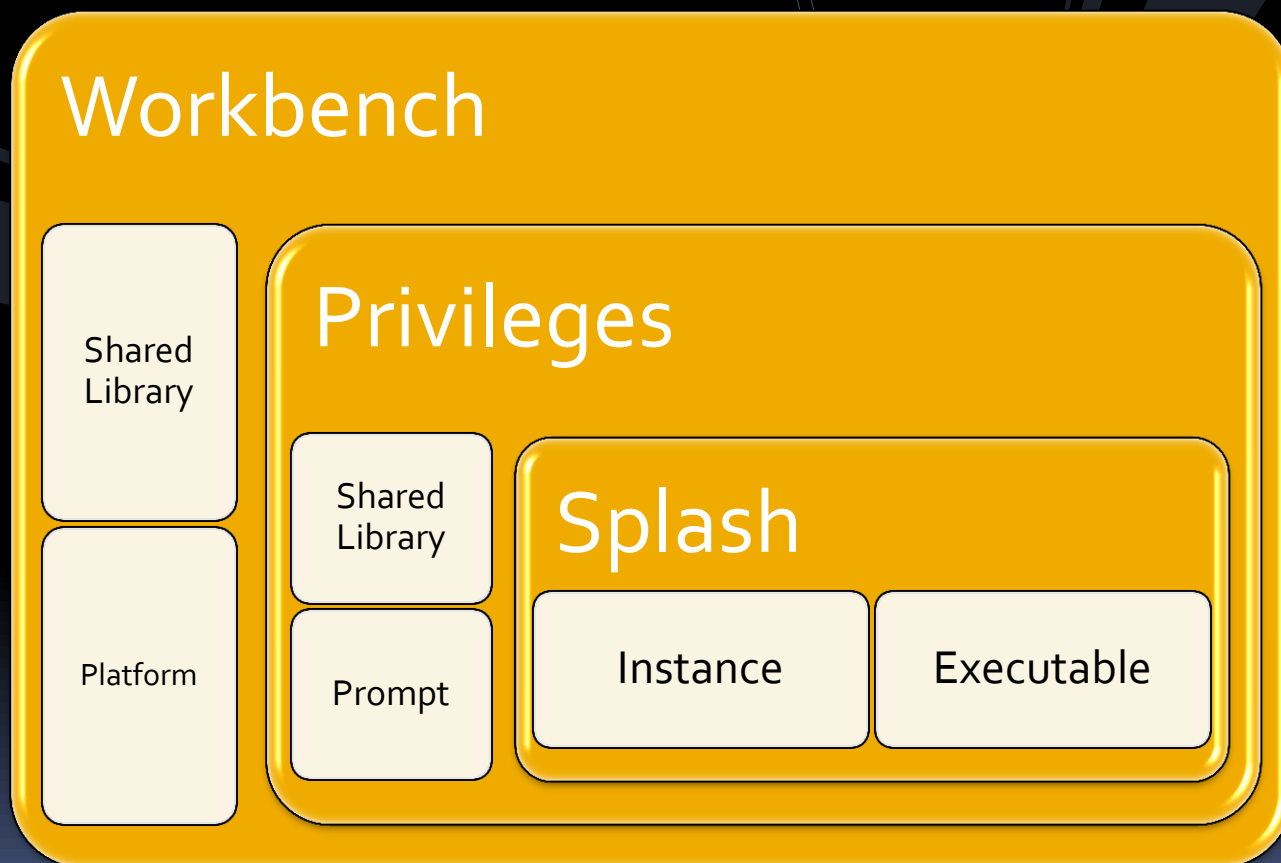 Workbench
Shared
Library
Platform
Privileges
Shared
Library
Prompt
Splash
Instance
Executable